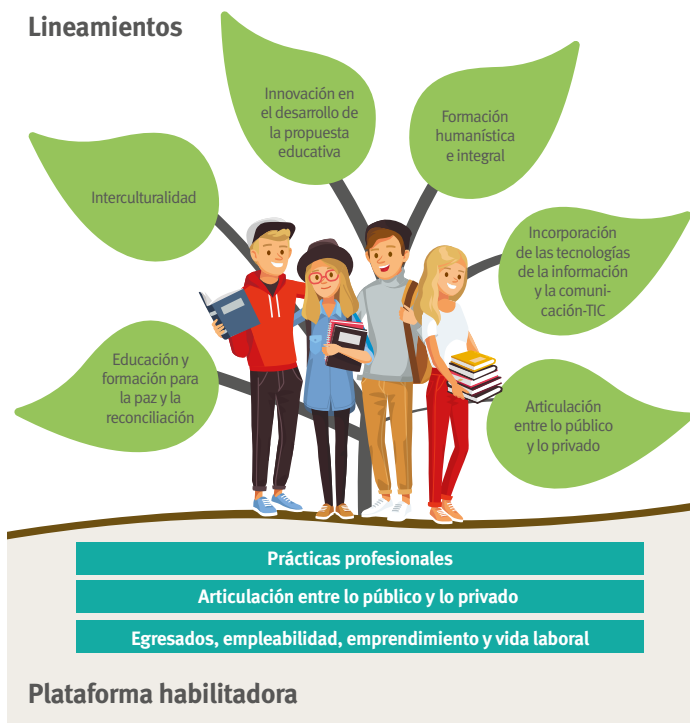 Lineamientos
Innovación en
el desarrollo de
la propuesta
educativa
Formación
humanística
e integral
Interculturalidad
Incorporación
de las tecnologías
de la información
y la comuni-
cación-TIC
Educación y
formación para
la paz y la
reconciliación
Articulación
entre lo público
y lo privado
Prácticas profesionales
Articulación entre lo público y lo privado
Egresados, empleabilidad, emprendimiento y vida laboral
Plataforma habilitadora